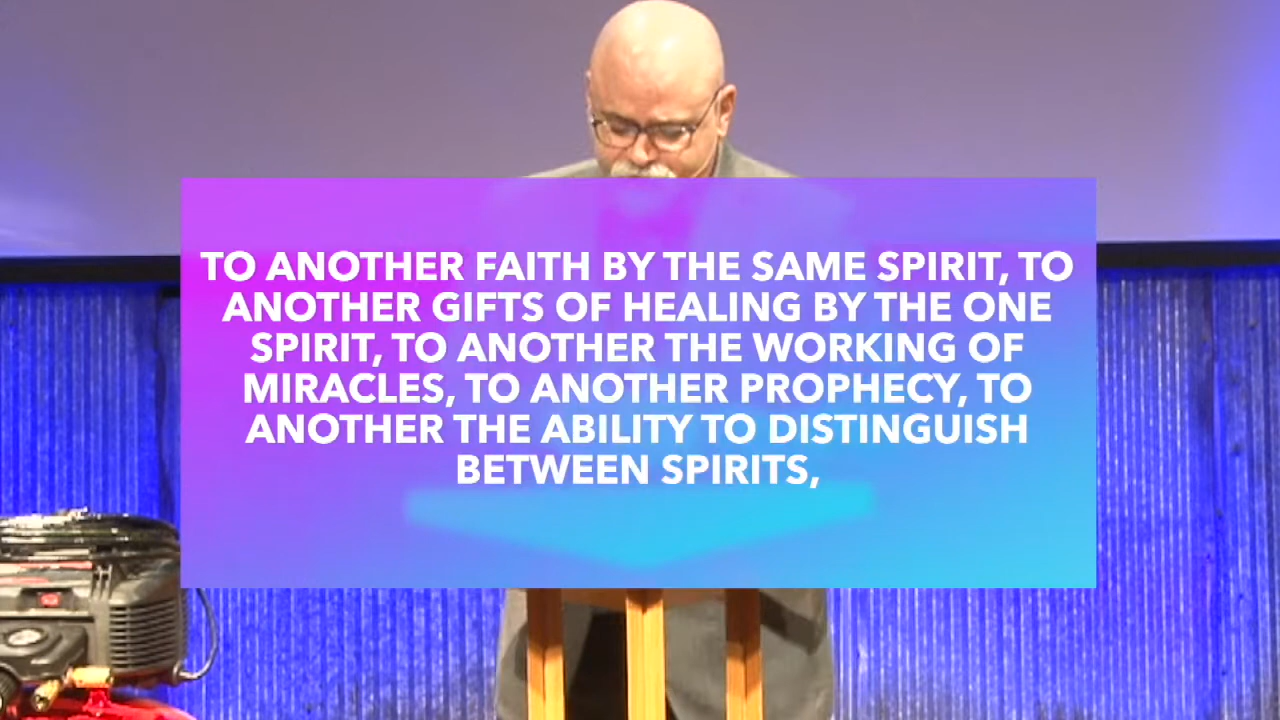 TO ANOTHER FAITH BY THE SAME SPIRIT, TO
ANOTHER GIFTS OF HEALING BY THE ONE
SPIRIT, TO ANOTHER THE WORKING OF
MIRACLES, TO ANOTHER PROPHECY, TO
ANOTHER THE ABILITY TO DISTINGUISH
BETWEEN SPIRITS,